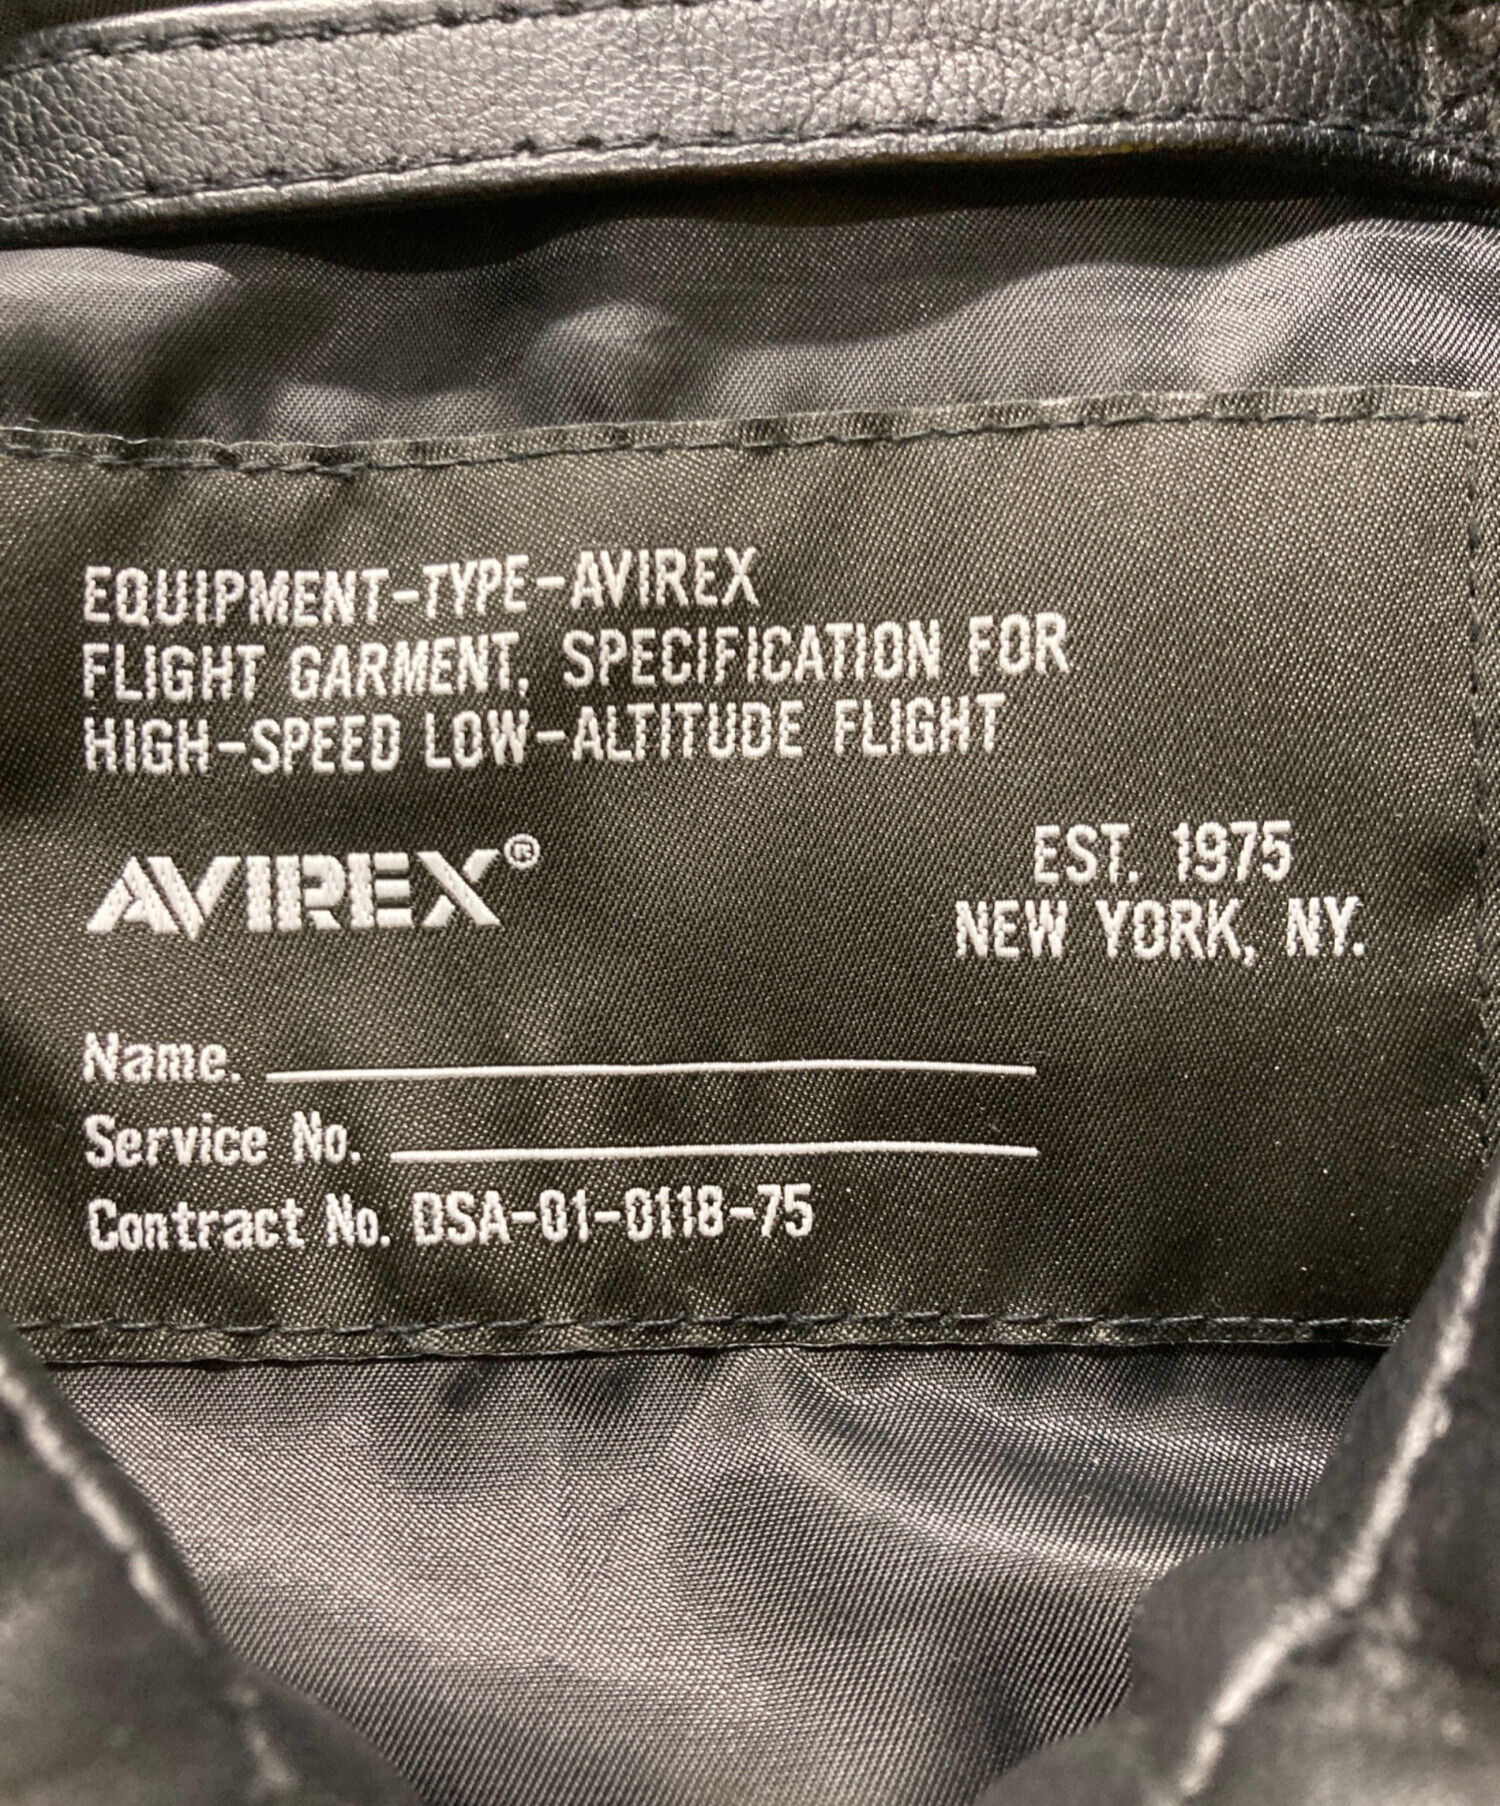 EQUIPMENT-TYPE-AVIREX
FLIGHT GARMENT, SPECIFICATION FOR
HIGH-SPEED LOW-ALTITUDE FLIGHT
AVIREX®
EST. 1975
NEW YORK, NY.
Name.
Service No.
Contract No. DSA-01-0118-75